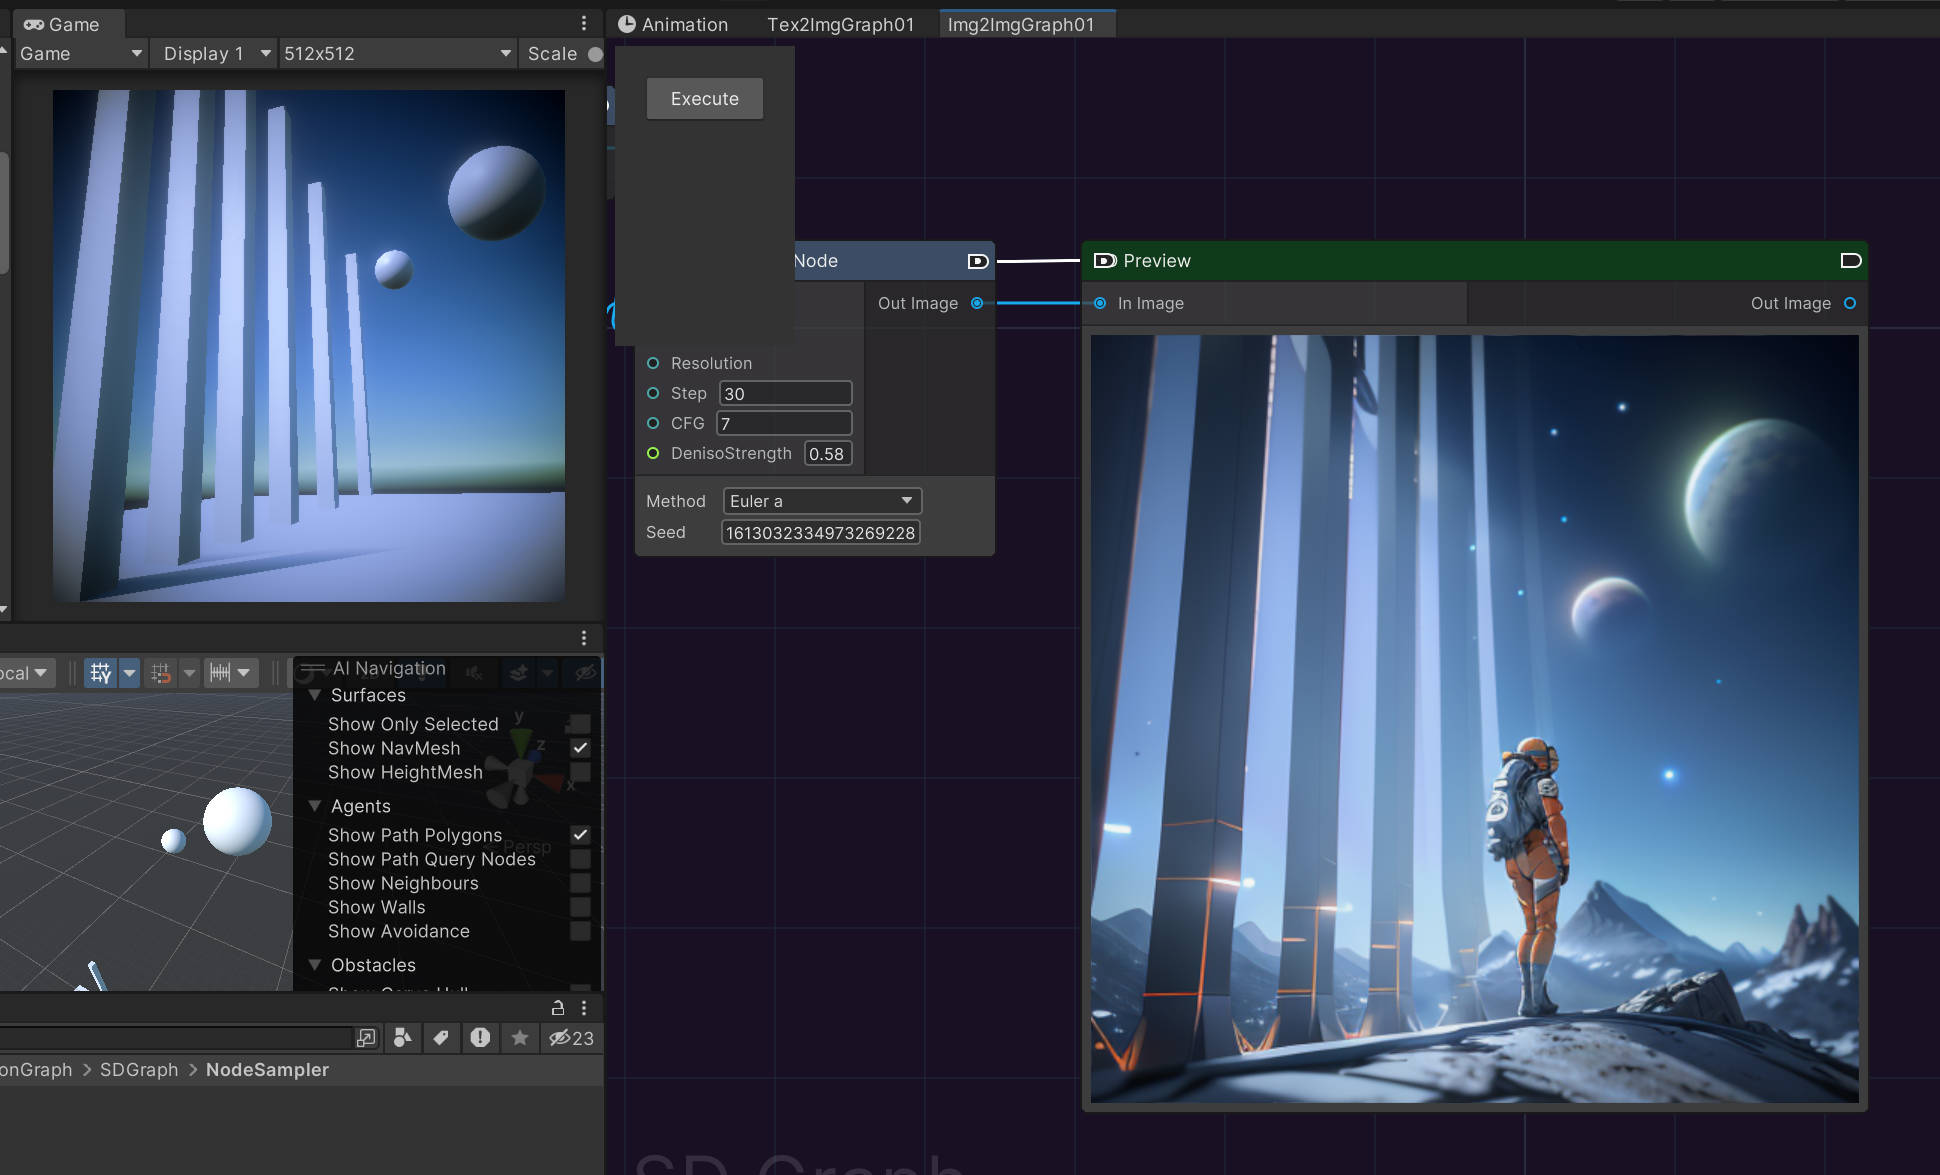 Game
Game
Display 1
512x512
Scale
Animation
Tex2ImgGraph01
Img2ImgGraph01
Execute
Node
Out Image
Resolution
Step 30
CFG 7
DenisoStrength 0.58
Method Euler a
Seed 1613032334973269228
Preview
In Image
Out Image
ocal
AI Navigation
Surfaces
Show Only Selected
Show NavMesh
Show HeightMesh
Agents
Show Path Polygons
Show Path Query Nodes
Show Neighbours
Show Walls
Show Avoidance
Obstacles
y
z
x
Persp
23
onGraph > SDGraph > NodeSampler
SD Graph